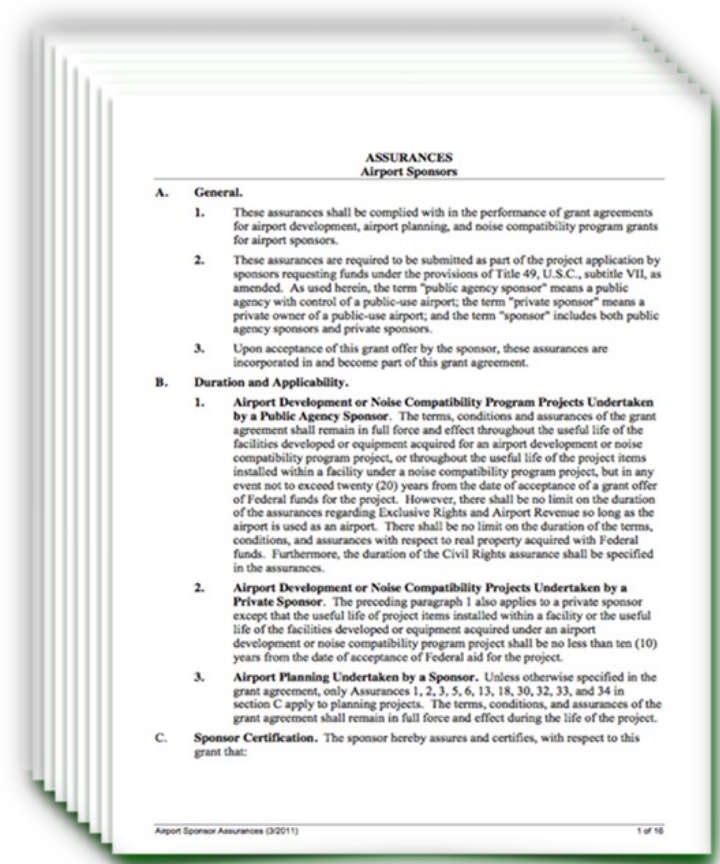 ASSURANCES
Airport Sponsors
A. General.
1. These assurances shall be complied with in the performance of grant agreements
for airport development, airport planning, and noise compatibility program grants
for airport sponsors.
2. These assurances are required to be submitted as part of the project application by
sponsors requesting funds under the provisions of Title 49, U.S.C., subtitle VII, as
amended. As used herein, the term "public agency sponsor" means a public
agency with control of a public-use airport; the term "private sponsor" means a
private owner of a public-use airport; and the term "sponsor" includes both public
agency sponsors and private sponsors.
3. Upon acceptance of this grant offer by the sponsor, these assurances are
incorporated in and become part of this grant agreement.
B. Duration and Applicability.
1. Airport Development or Noise Compatibility Program Projects Undertaken
by a Public Agency Sponsor. The terms, conditions and assurances of the grant
agreement shall remain in full force and effect throughout the useful life of the
facilities developed or equipment acquired for an airport development or noise
compatibility program project, or throughout the useful life of the project items
installed within a facility under a noise compatibility program project, but in any
event not to exceed twenty (20) years from the date of acceptance of a grant offer
of Federal funds for the project. However, there shall be no limit on the duration
of the assurances regarding Exclusive Rights and Airport Revenue so long as the
airport is used as an airport. There shall be no limit on the duration of the terms,
conditions, and assurances with respect to real property acquired with Federal
funds. Furthermore, the duration of the Civil Rights assurance shall be specified
in the assurances.
2. Airport Development or Noise Compatibility Projects Undertaken by a
Private Sponsor. The preceding paragraph 1 also applies to a private sponsor
except that the useful life of project items installed within a facility or the useful
life of the facilities developed or equipment acquired under an airport
development or noise compatibility program project shall be no less than ten (10)
years from the date of acceptance of Federal aid for the project.
3. Airport Planning Undertaken by a Sponsor. Unless otherwise specified in the
grant agreement, only Assurances 1, 2, 3, 5, 6, 13, 18, 30, 32, 33, and 34 in
section C apply to planning projects. The terms, conditions, and assurances of the
grant agreement shall remain in full force and effect during the life of the project.
C. Sponsor Certification. The sponsor hereby assures and certifies, with respect to this
grant that:
Airport Sponsor Assurances (3/2011) 1 of 16